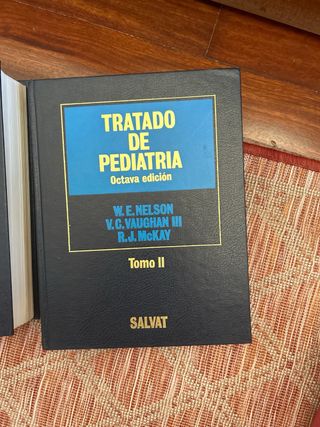 TRATADO
DE
PEDIATRIA
Octava edición
W. E. NELSON
V. C. VAUGHAN III
R. J. McKAY
Tomo II
SALVAT